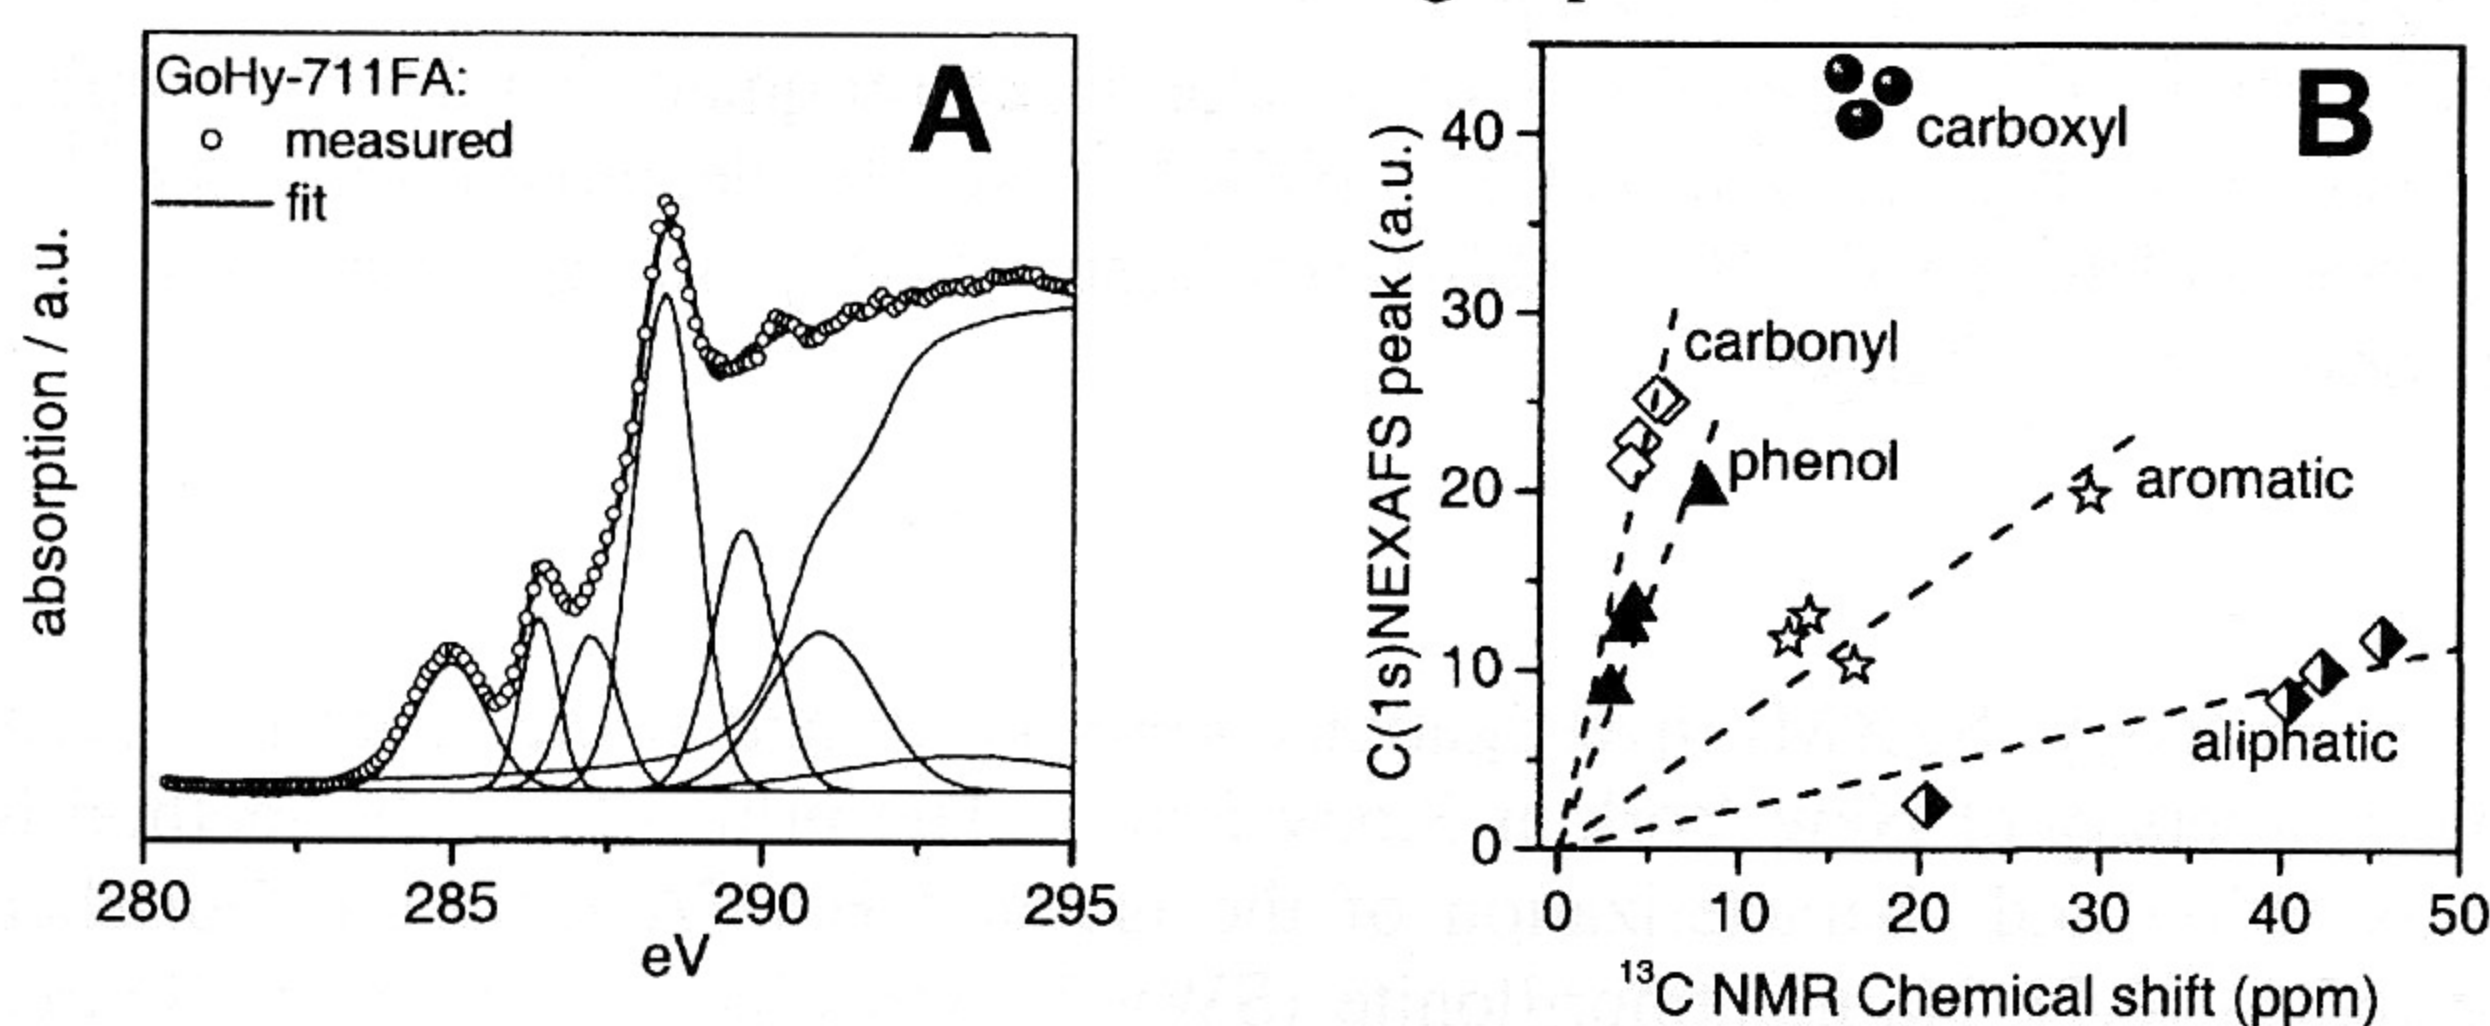 GoHy-711FA:
measured
fit
A
absorption / a.u.
280 285 290 295
eV
B
carboxyl
carbonyl
phenol
aromatic
aliphatic
C(1s)NEXAFS peak (a.u.)
40
30
20
10
0
0 10 20 30 40 50
¹³C NMR Chemical shift (ppm)